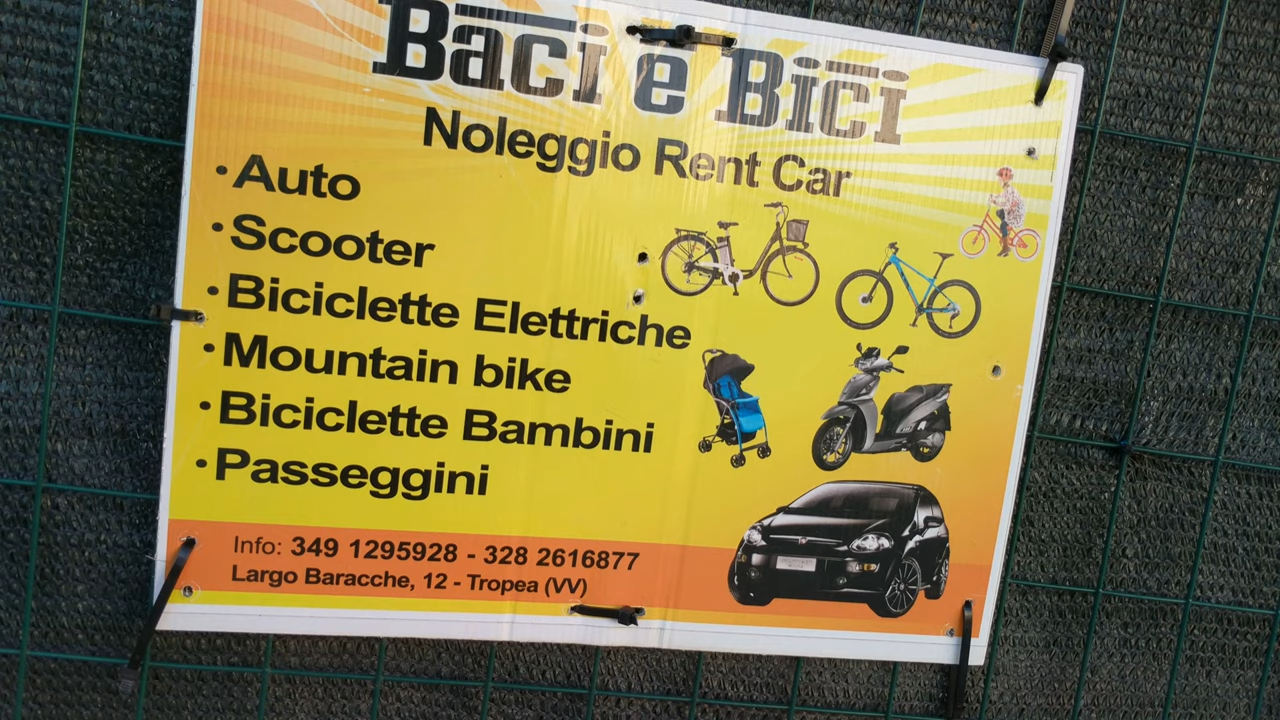 Baci e Bici
Noleggio Rent Car
· Auto
· Scooter
· Biciclette Elettriche
· Mountain bike
· Biciclette Bambini
· Passeggini
Info: 349 1295928 - 328 2616877
Largo Baracche, 12 - Tropea (VV)